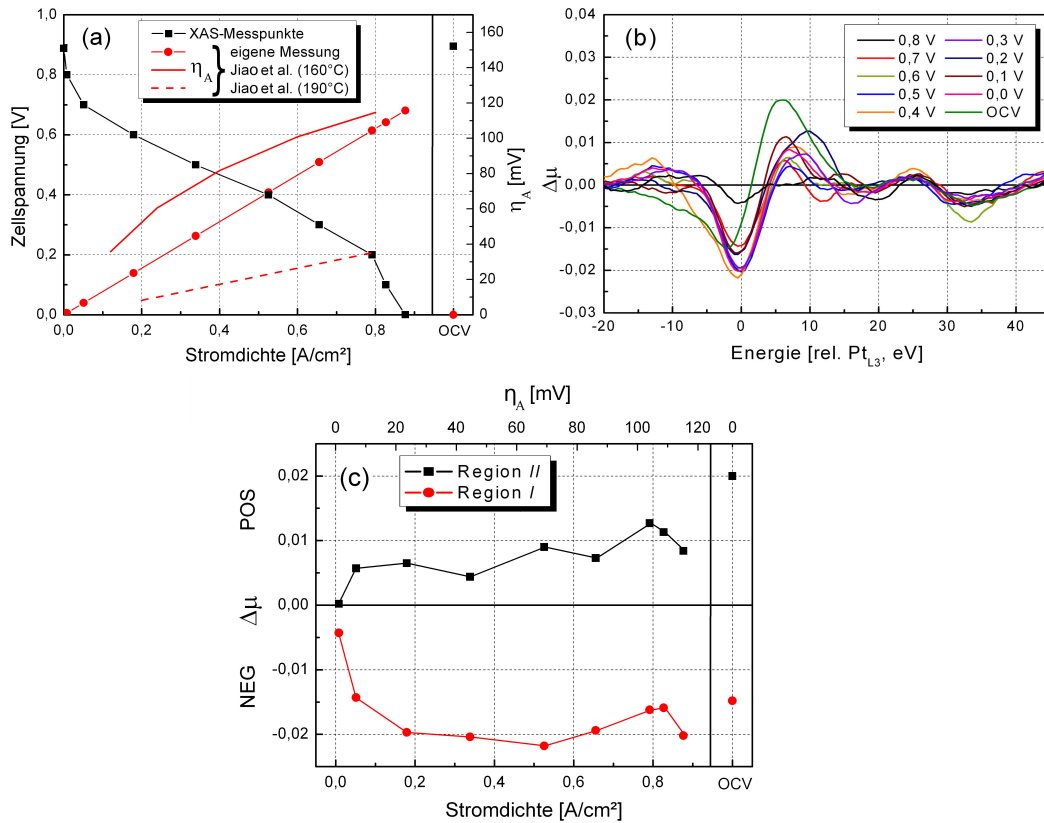 (a)
XAS-Messpunkte
eigene Messung
Jiao et al. (160°C)
Jiao et al. (190°C)
η_A
Zellspannung [V]
1,0
0,8
0,6
0,4
0,2
0,0
0,0 0,2 0,4 0,6 0,8 OCV
Stromdichte [A/cm²]
160
140
120
100
80
60
40
20
0
η_A [mV]
(b)
0,8 V 0,3 V
0,7 V 0,2 V
0,6 V 0,1 V
0,5 V 0,0 V
0,4 V OCV
Δμ
0,04
0,03
0,02
0,01
0,00
-0,01
-0,02
-0,03
-20 -10 0 10 20 30 40
Energie [rel. Pt_L3, eV]
η_A [mV]
0 20 40 60 80 100 120 0
(c)
Region II
Region I
NEG Δμ POS
0,02
0,01
0,00
-0,01
-0,02
0,0 0,2 0,4 0,6 0,8 OCV
Stromdichte [A/cm²]